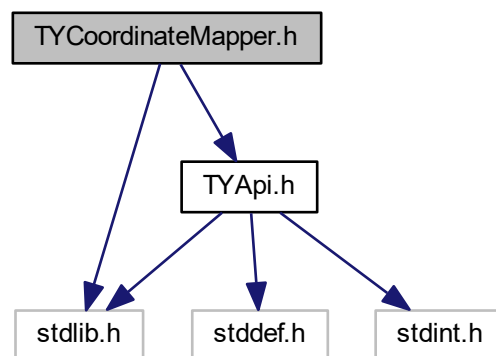 TYCoordinateMapper.h
TYApi.h
stdlib.h
stddef.h
stdint.h